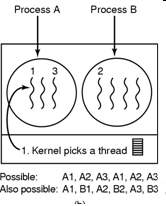 Process A Process B
1 3 2
1. Kernel picks a thread
Possible: A1, A2, A3, A1, A2, A3
Also possible: A1, B1, A2, B2, A3, B3
(b)